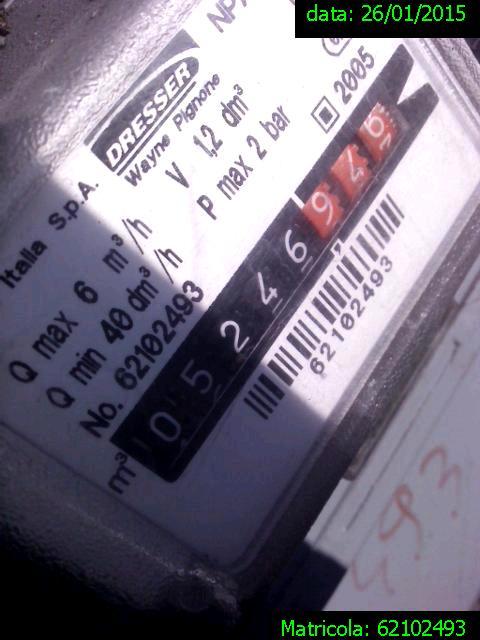 data: 26/01/2015
DRESSER
Wayne Pignone
Italia S.p.A.
2005
V 1,2 dm³
P max 2 bar
Q max 6 m³/h
Q min 40 dm³/h
No. 62102493
m³ 05246946
62102493
93
Matricola: 62102493